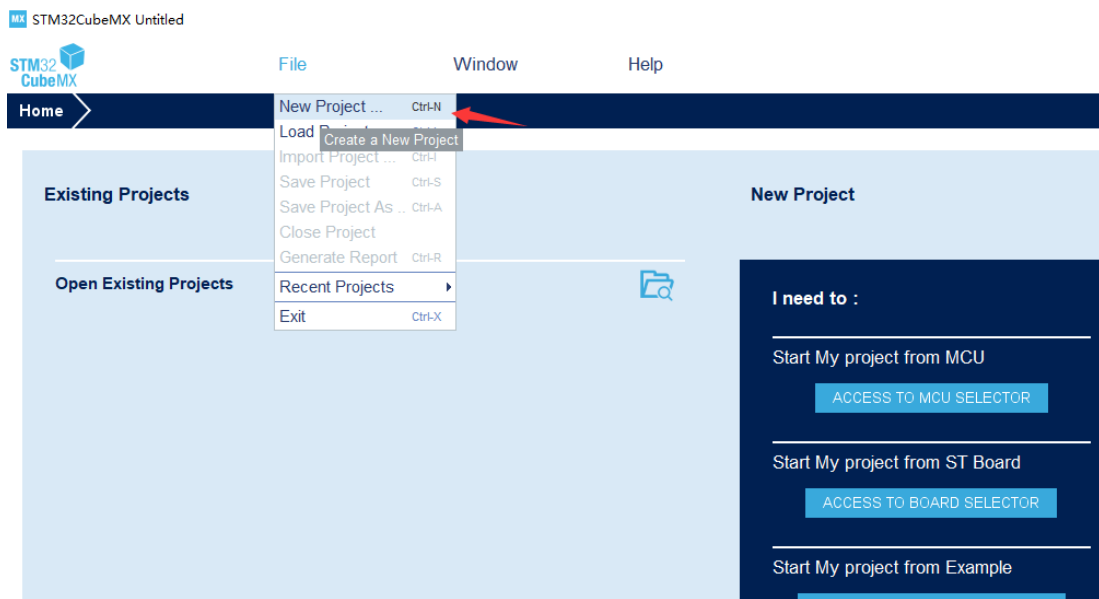 MX STM32CubeMX Untitled
STM32
CubeMX
File Window Help
Home
New Project ... Ctrl-N
Load
Create a New Project
Import Project ... Ctrl-I
Save Project Ctrl-S
Save Project As .. Ctrl-A
Close Project
Generate Report Ctrl-R
Recent Projects
Exit Ctrl-X
Existing Projects
Open Existing Projects
New Project
I need to :
Start My project from MCU
ACCESS TO MCU SELECTOR
Start My project from ST Board
ACCESS TO BOARD SELECTOR
Start My project from Example